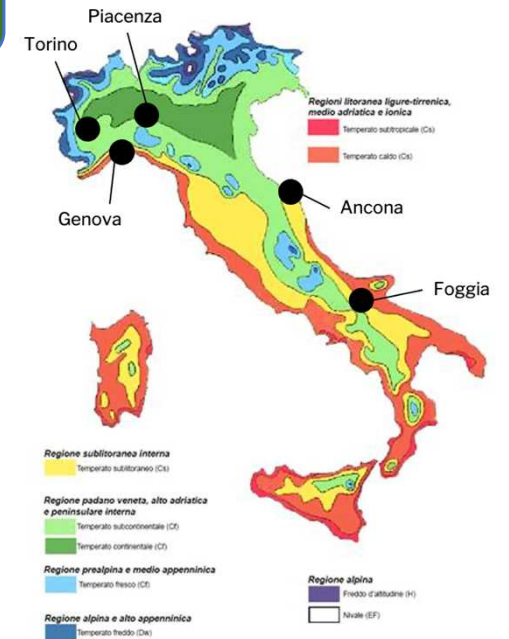 Piacenza
Torino
Regioni litoranea ligure-tirrenica,
medio adriatica e ionica
Temperato subtropicale (Cs)
Temperato caldo (Cs)
Genova
Ancona
Foggia
Regione sublitoranea interna
Temperato sublitoraneo (Cs)
Regione padano veneta, alto adriatica
e peninsulare interna
Temperato subcontinentale (Cf)
Temperato continentale (Cf)
Regione prealpina e medio appenninica
Temperato fresco (Cf)
Regione alpina e alto appenninica
Temperato freddo (Dw)
Regione alpina
Freddo d'altitudine (H)
Nivale (EF)